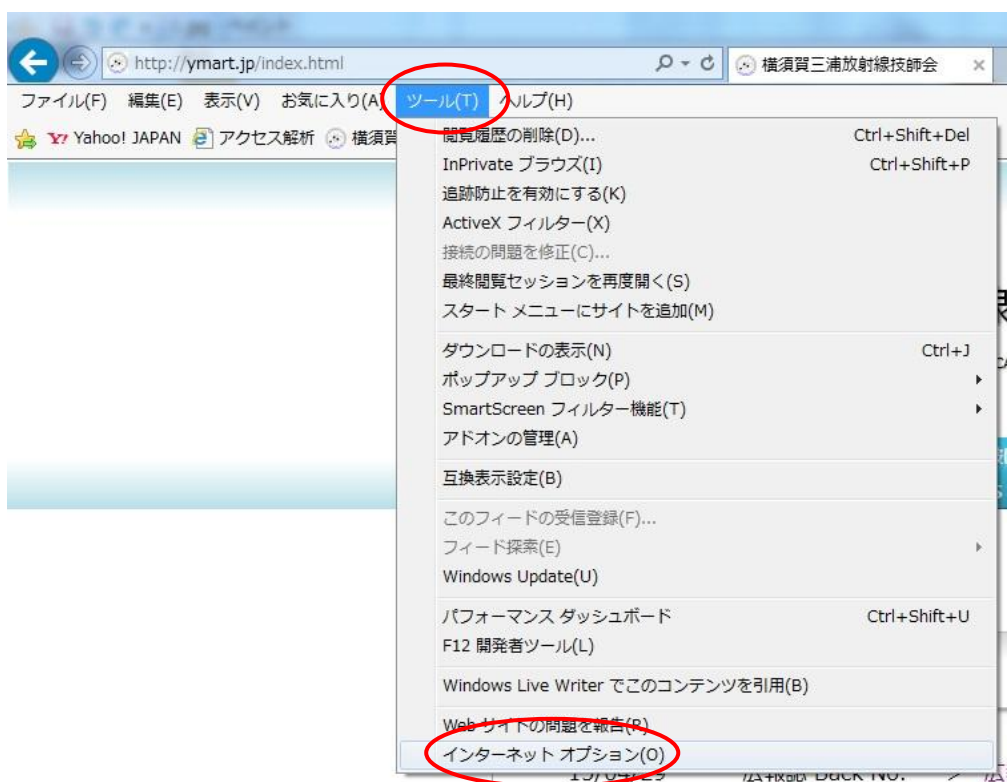 http://ymart.jp/index.html
横須賀三浦放射線技師会
ファイル(F) 編集(E) 表示(V) お気に入り(A) ツール(T) ヘルプ(H)
Yahoo! JAPAN アクセス解析 横須賀
閲覧履歴の削除(D)... Ctrl+Shift+Del
InPrivate ブラウズ(I) Ctrl+Shift+P
追跡防止を有効にする(K)
ActiveX フィルター(X)
接続の問題を修正(C)...
最終閲覧セッションを再度開く(S)
スタート メニューにサイトを追加(M)
ダウンロードの表示(N) Ctrl+J
ポップアップ ブロック(P)
SmartScreen フィルター機能(T)
アドオンの管理(A)
互換表示設定(B)
このフィードの受信登録(F)...
フィード探索(E)
Windows Update(U)
パフォーマンス ダッシュボード Ctrl+Shift+U
F12 開発者ツール(L)
Windows Live Writer でこのコンテンツを引用(B)
Web サイトの問題を報告(R)
インターネット オプション(O)
15/04/29 広報誌 Back No. >